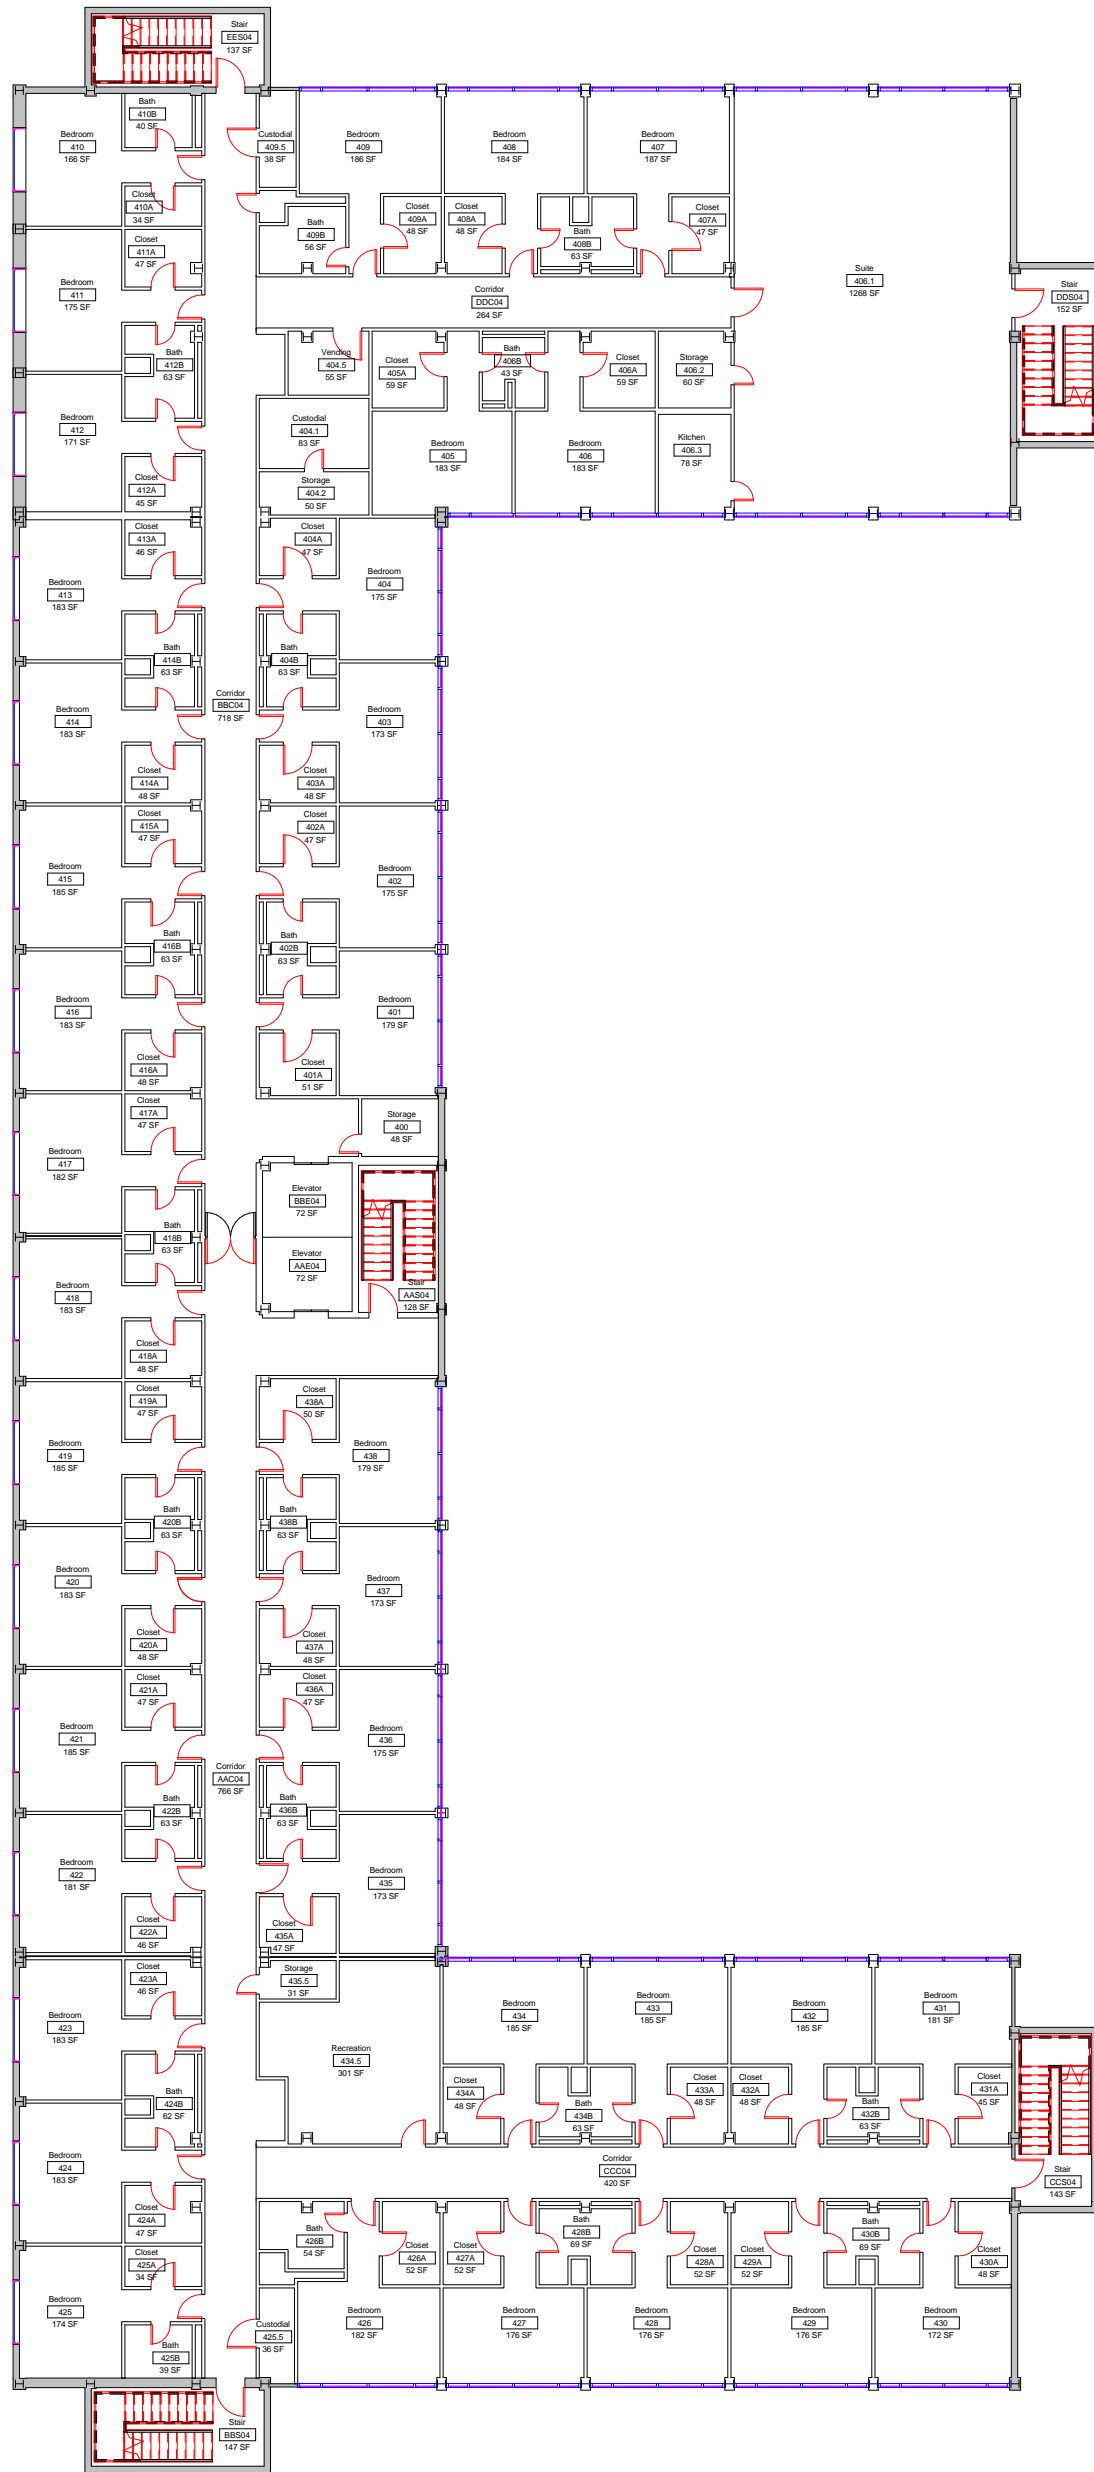 Stair
EES04
137 SF
Bath
410B
40 SF
Bedroom
410
166 SF
Closet
410A
34 SF
Custodial
409.5
38 SF
Bedroom
409
186 SF
Bedroom
408
184 SF
Bedroom
407
187 SF
Closet
409A
48 SF
Closet
408A
48 SF
Closet
407A
47 SF
Bath
409B
56 SF
Bath
408B
63 SF
Closet
411A
47 SF
Bedroom
411
175 SF
Corridor
DDC04
264 SF
Suite
406.1
1268 SF
Stair
DDS04
152 SF
Bath
412B
63 SF
Vending
404.5
55 SF
Closet
405A
59 SF
Bath
406B
43 SF
Closet
406A
59 SF
Storage
406.2
60 SF
Bedroom
412
171 SF
Custodial
404.1
83 SF
Bedroom
405
183 SF
Bedroom
406
183 SF
Kitchen
406.3
78 SF
Closet
412A
45 SF
Storage
404.2
50 SF
Closet
413A
46 SF
Closet
404A
47 SF
Bedroom
413
183 SF
Bedroom
404
175 SF
Bath
414B
63 SF
Bath
404B
63 SF
Corridor
BBC04
718 SF
Bedroom
414
183 SF
Bedroom
403
173 SF
Closet
414A
48 SF
Closet
403A
48 SF
Closet
415A
47 SF
Closet
402A
47 SF
Bedroom
415
185 SF
Bedroom
402
175 SF
Bath
416B
63 SF
Bath
402B
63 SF
Bedroom
416
183 SF
Bedroom
401
179 SF
Closet
416A
48 SF
Closet
401A
51 SF
Closet
417A
47 SF
Storage
400
48 SF
Bedroom
417
182 SF
Elevator
BBE04
72 SF
Bath
418B
63 SF
Elevator
AAE04
72 SF
Stair
AAS04
128 SF
Bedroom
418
183 SF
Closet
418A
48 SF
Closet
419A
47 SF
Closet
438A
50 SF
Bedroom
419
185 SF
Bedroom
438
179 SF
Bath
420B
63 SF
Bath
438B
63 SF
Bedroom
420
183 SF
Bedroom
437
173 SF
Closet
420A
48 SF
Closet
437A
48 SF
Closet
421A
47 SF
Closet
436A
47 SF
Bedroom
421
185 SF
Bedroom
436
175 SF
Corridor
AAC04
766 SF
Bath
422B
63 SF
Bath
436B
63 SF
Bedroom
422
181 SF
Bedroom
435
173 SF
Closet
422A
46 SF
Closet
435A
47 SF
Closet
423A
46 SF
Storage
435.5
31 SF
Bedroom
423
183 SF
Recreation
434.5
301 SF
Bedroom
434
185 SF
Bedroom
433
185 SF
Bedroom
432
185 SF
Bedroom
431
181 SF
Closet
434A
48 SF
Closet
433A
48 SF
Closet
432A
48 SF
Closet
431A
45 SF
Bath
424B
62 SF
Bath
434B
63 SF
Bath
432B
63 SF
Bedroom
424
183 SF
Corridor
CCC04
420 SF
Stair
CCS04
143 SF
Closet
424A
47 SF
Bath
426B
54 SF
Closet
426A
52 SF
Closet
427A
52 SF
Bath
428B
69 SF
Closet
428A
52 SF
Closet
429A
52 SF
Bath
430B
69 SF
Closet
430A
48 SF
Closet
425A
34 SF
Bedroom
425
174 SF
Bath
425B
39 SF
Custodial
425.5
36 SF
Bedroom
426
182 SF
Bedroom
427
176 SF
Bedroom
428
176 SF
Bedroom
429
176 SF
Bedroom
430
172 SF
Stair
BBS04
147 SF